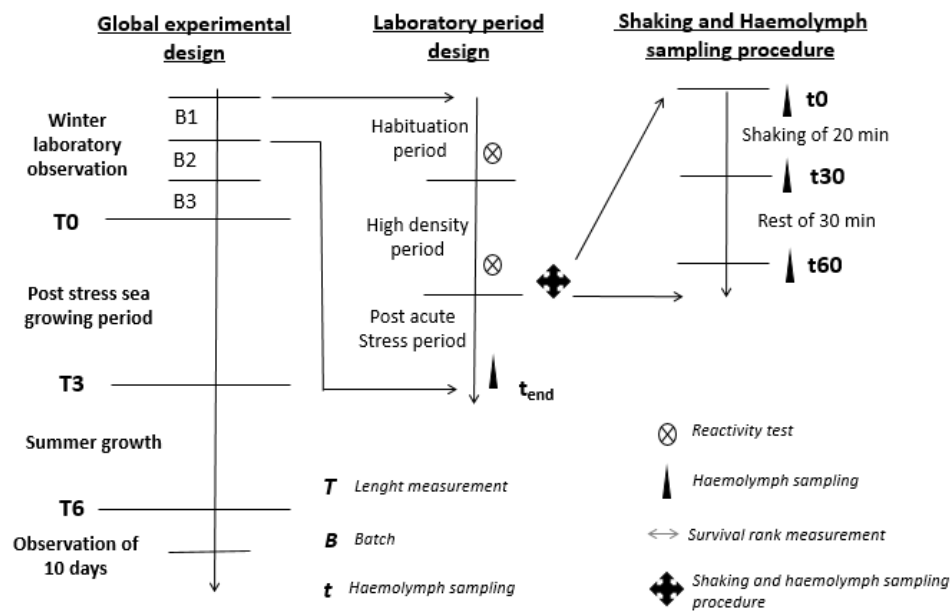 Global experimental
design
B1
Winter
laboratory
observation
B2
B3
T0
Post stress sea
growing period
T3
Summer growth
T6
Observation of
10 days
Laboratory period
design
Habituation
period
High density
period
Post acute
Stress period
tend
Shaking and Haemolymph
sampling procedure
t0
Shaking of 20 min
t30
Rest of 30 min
t60
T Lenght measurement
B Batch
t Haemolymph sampling
Reactivity test
Haemolymph sampling
Survival rank measurement
Shaking and haemolymph sampling
procedure